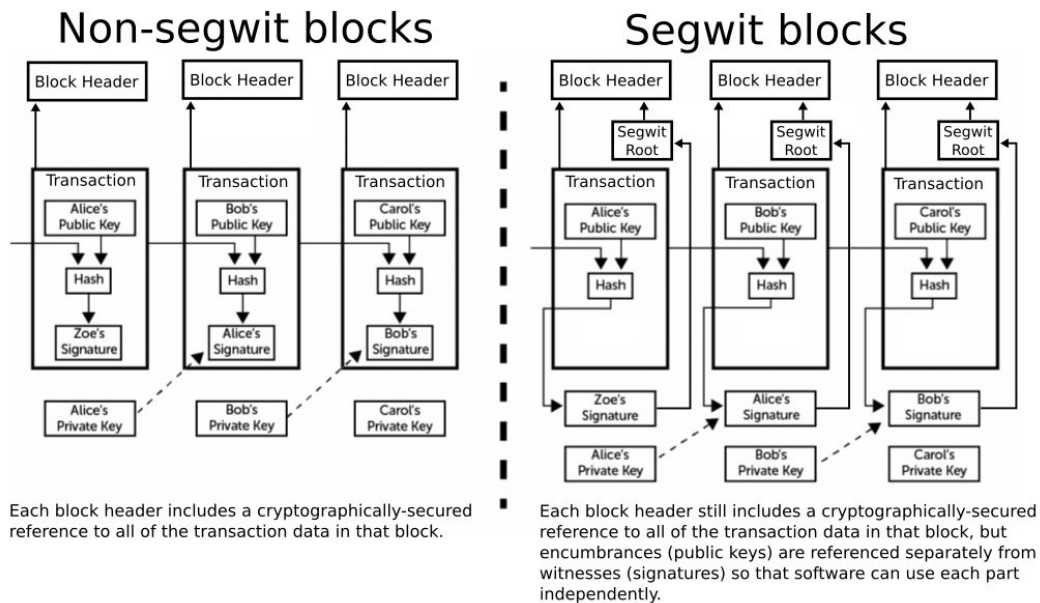 Non-segwit blocks
Block Header
Block Header
Block Header
Transaction
Transaction
Transaction
Alice's
Public Key
Bob's
Public Key
Carol's
Public Key
Hash
Hash
Hash
Zoe's
Signature
Alice's
Signature
Bob's
Signature
Alice's
Private Key
Bob's
Private Key
Carol's
Private Key
Each block header includes a cryptographically-secured
reference to all of the transaction data in that block.
Segwit blocks
Block Header
Block Header
Block Header
Segwit
Root
Segwit
Root
Segwit
Root
Transaction
Transaction
Transaction
Alice's
Public Key
Bob's
Public Key
Carol's
Public Key
Hash
Hash
Hash
Zoe's
Signature
Alice's
Signature
Bob's
Signature
Alice's
Private Key
Bob's
Private Key
Carol's
Private Key
Each block header still includes a cryptographically-secured
reference to all of the transaction data in that block, but
encumbrances (public keys) are referenced separately from
witnesses (signatures) so that software can use each part
independently.